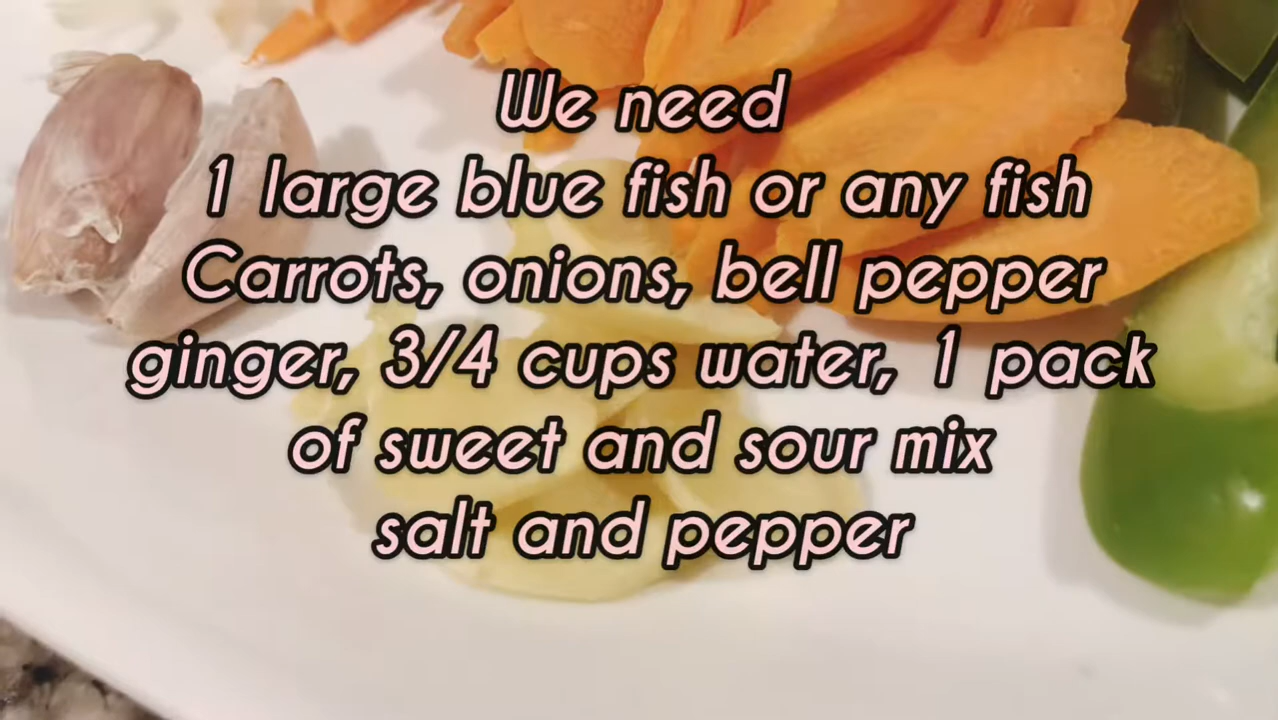 We need
1 large blue fish or any fish
Carrots, onions, bell pepper
ginger, 3/4 cups water, 1 pack
of sweet and sour mix
salt and pepper